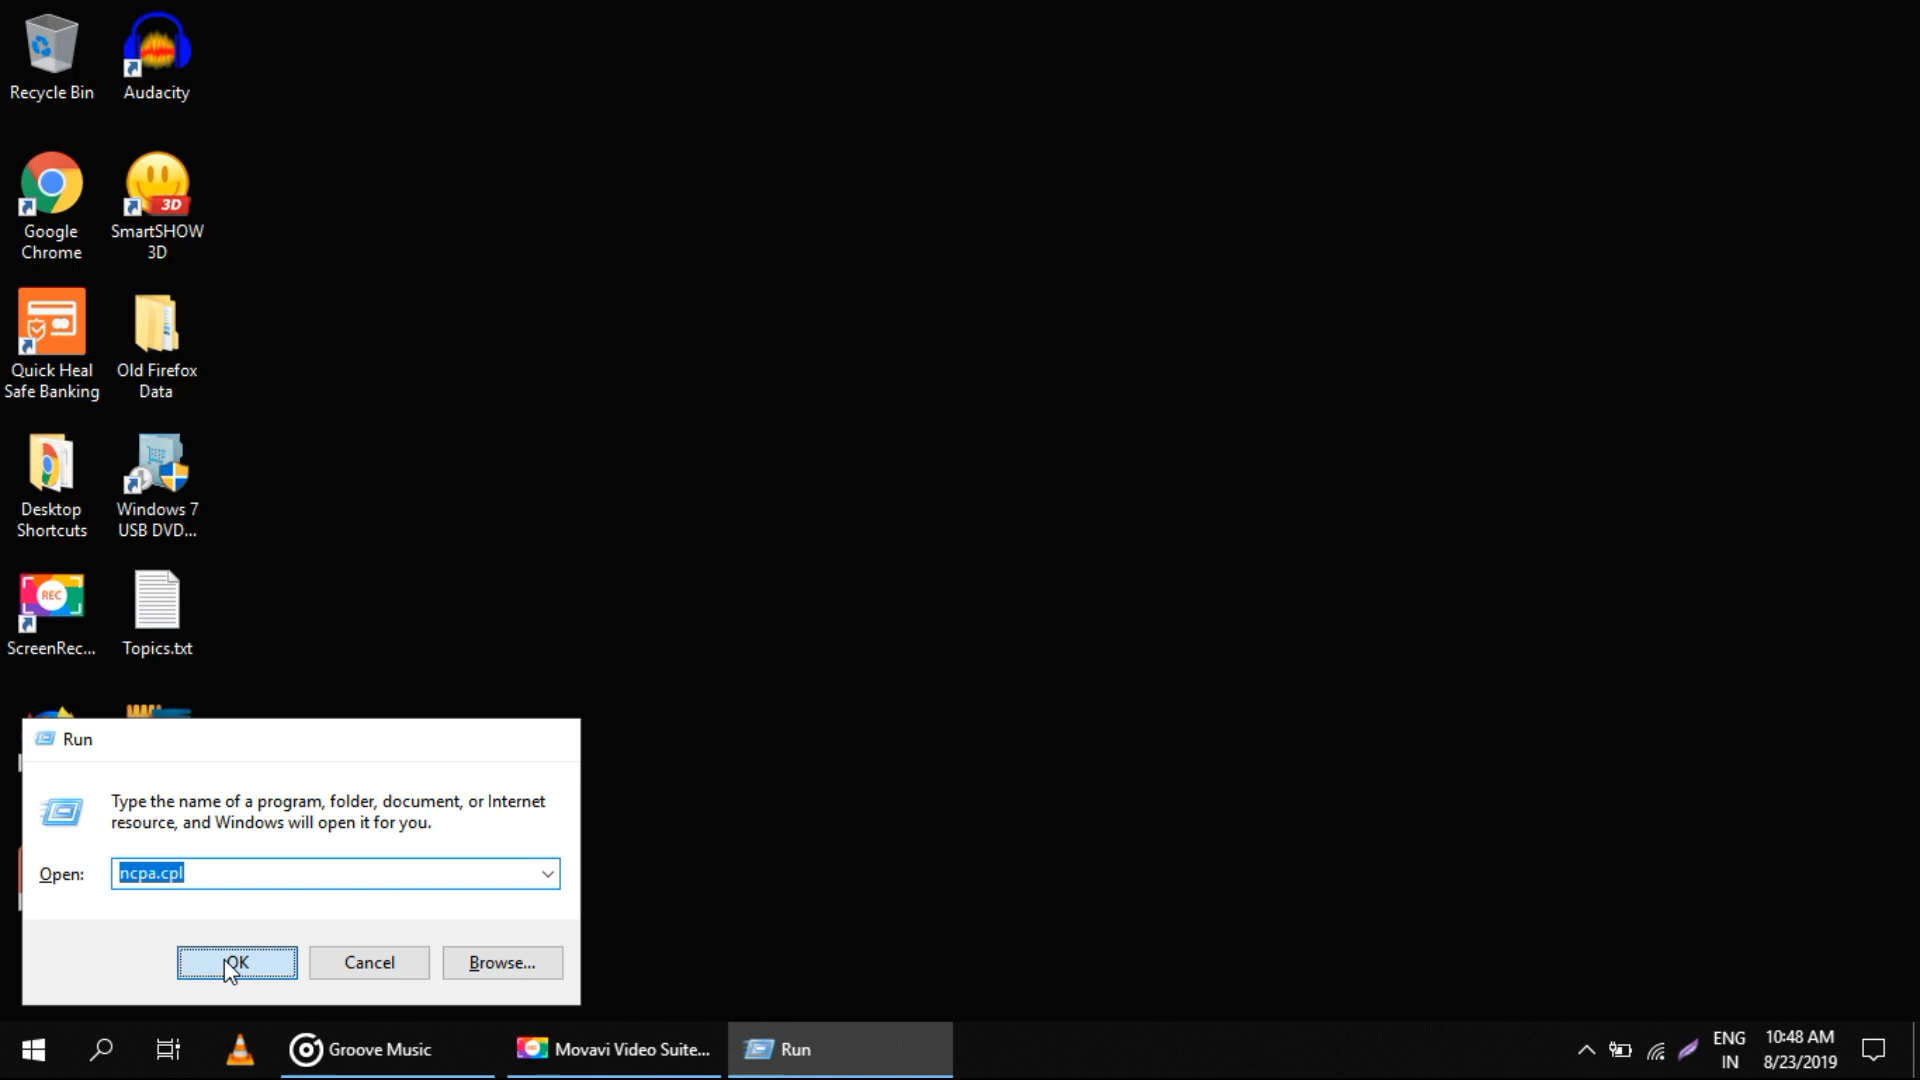 Recycle Bin
Audacity
Google
Chrome
3D
SmartSHOW
3D
Quick Heal
Safe Banking
Old Firefox
Data
Desktop
Shortcuts
Windows 7
USB DVD...
REC
ScreenRec...
Topics.txt
Run
Type the name of a program, folder, document, or Internet
resource, and Windows will open it for you.
Open:
ncpa.cpl
OK
Cancel
Browse...
Groove Music
Movavi Video Suite...
Run
ENG
IN
10:48 AM
8/23/2019